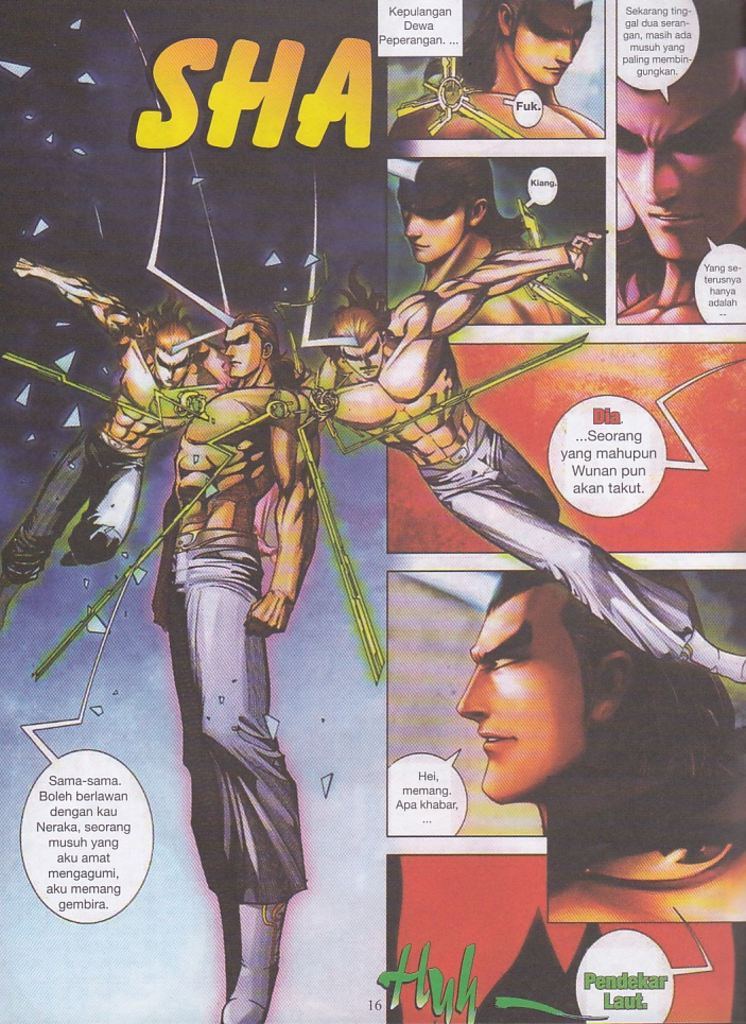 SHA
Kepulangan
Dewa
Peperangan. ...
Fuk.
Sekarang ting-
gal dua seran-
gan, masih ada
musuh yang
paling membin-
gungkan.
Kiang.
Yang se-
terusnya
hanya
adalah
...
Dia
...Seorang
yang mahupun
Wunan pun
akan takut.
Sama-sama.
Boleh berlawan
dengan kau
Neraka, seorang
musuh yang
aku amat
mengagumi,
aku memang
gembira.
Hei,
memang.
Apa khabar,
...
Pendekar
Laut.
Hyh
16